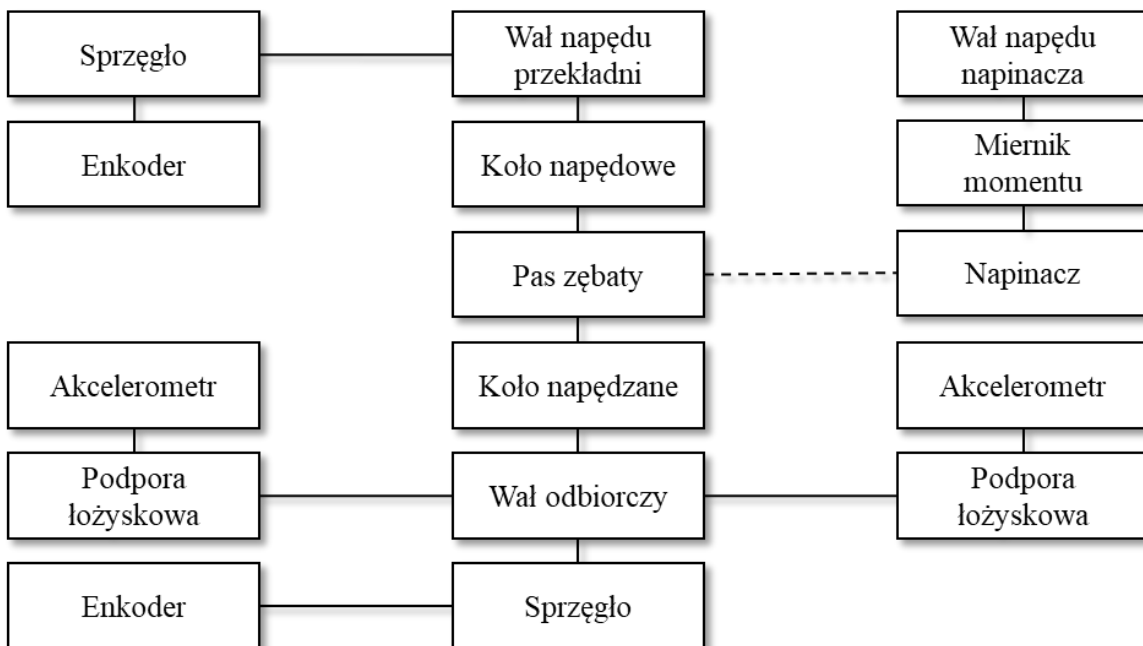 Sprzęgło
Wał napędu
przekładni
Wał napędu
napinacza
Enkoder
Koło napędowe
Miernik
momentu
Pas zębaty
Napinacz
Akcelerometr
Koło napędzane
Akcelerometr
Podpora
łożyskowa
Wał odbiorczy
Podpora
łożyskowa
Enkoder
Sprzęgło